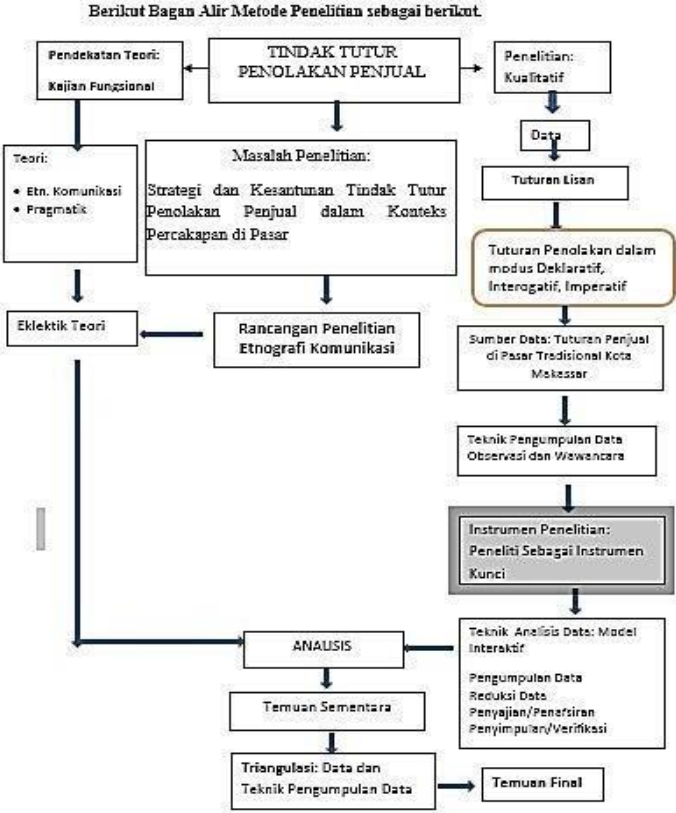 Berikut Bagan Alir Metode Penelitian sebagai berikut.
Pendekatan Teori:
Kajian Fungsional
TINDAK TUTUR
PENOLAKAN PENJUAL
Penelitian:
Kualitatif
Data
Teori:
• Etn. Komunikasi
• Pragmatik
Masalah Penelitian:
Strategi dan Kesantunan Tindak Tutur
Penolakan Penjual dalam Konteks
Percakapan di Pasar
Tuturan Lisan
Tuturan Penolakan dalam
modus Deklaratif,
Interogatif, Imperatif
Eklektik Teori
Rancangan Penelitian
Etnografi Komunikasi
Sumber Data: Tuturan Penjual
di Pasar Tradisional Kota
Makassar
Teknik Pengumpulan Data
Observasi dan Wawancara
Instrumen Penelitian:
Peneliti Sebagai Instrumen
Kunci
ANALISIS
Teknik Analisis Data: Model
Interaktif
Pengumpulan Data
Reduksi Data
Penyajian/Penafsiran
Penyimpulan/Verifikasi
Temuan Sementara
Triangulasi: Data dan
Teknik Pengumpulan Data
Temuan Final